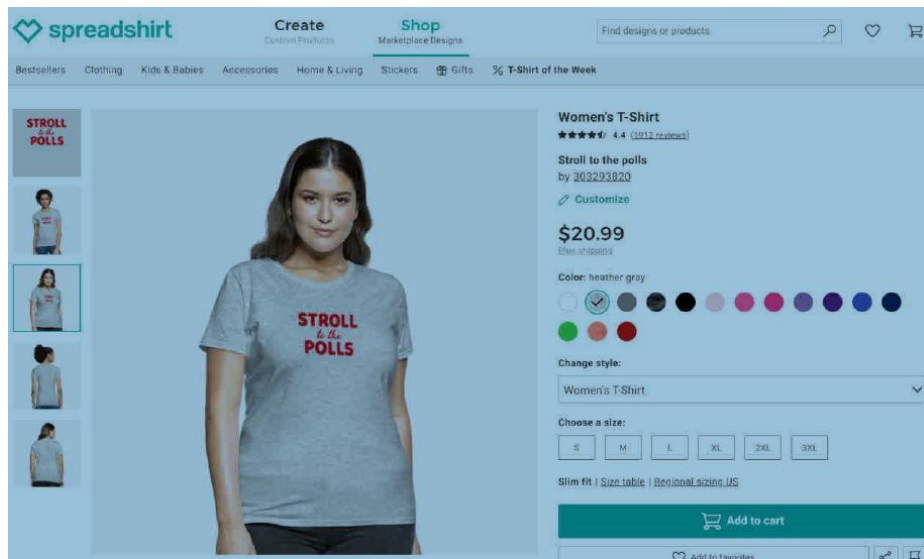 spreadshirt
Create
Custom Products
Shop
Marketplace Designs
Find designs or products
Bestsellers Clothing Kids & Babies Accessories Home & Living Stickers Gifts % T-Shirt of the Week
STROLL
to the
POLLS
STROLL
to the
POLLS
Women's T-Shirt
4.4 (1912 reviews)
Stroll to the polls
by 303293820
Customize
$20.99
Plus shipping
Color: heather gray
Change style:
Women's T-Shirt
Choose a size:
S M L XL 2XL 3XL
Slim fit | Size table | Regional sizing US
Add to cart
Add to favorites